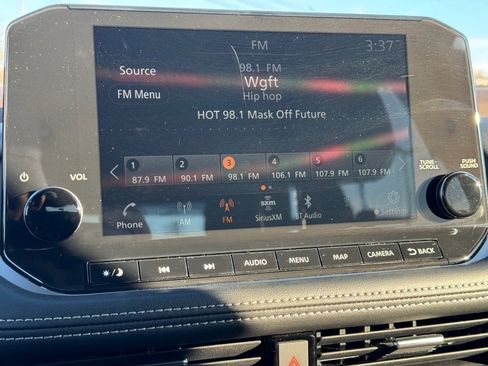 FM
3:37
Source
98.1 FM
Wgft
FM Menu
Hip hop
HOT 98.1 Mask Off Future
1 2 3 4 5 6
87.9 FM 90.1 FM 98.1 FM 106.1 FM 107.9 FM 107.9 FM
VOL
TUNE-SCROLL
PUSH SOUND
Phone AM FM SiriusXM BT Audio Settings
sxm
AUDIO MENU MAP CAMERA BACK